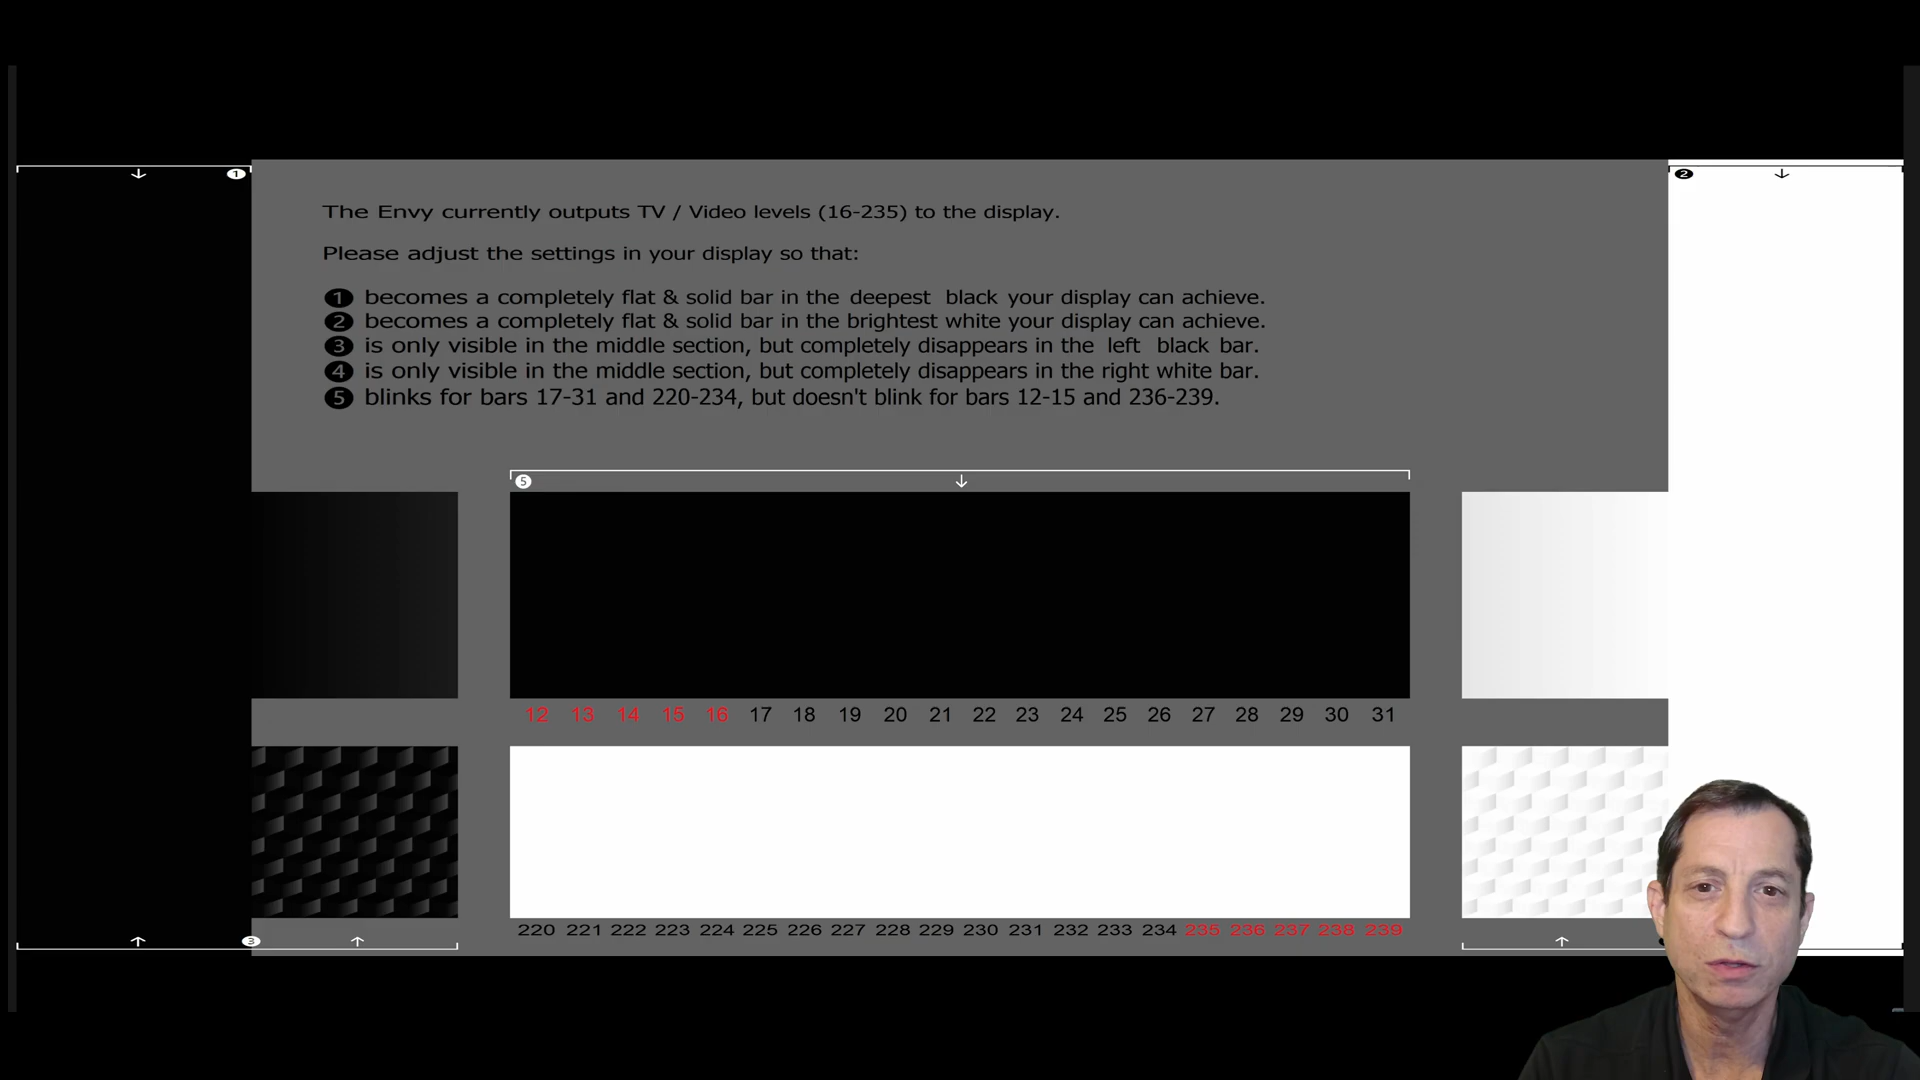 1
2
The Envy currently outputs TV / Video levels (16-235) to the display.
Please adjust the settings in your display so that:
1 becomes a completely flat & solid bar in the deepest black your display can achieve.
2 becomes a completely flat & solid bar in the brightest white your display can achieve.
3 is only visible in the middle section, but completely disappears in the left black bar.
4 is only visible in the middle section, but completely disappears in the right white bar.
5 blinks for bars 17-31 and 220-234, but doesn't blink for bars 12-15 and 236-239.
5
12 13 14 15 16 17 18 19 20 21 22 23 24 25 26 27 28 29 30 31
220 221 222 223 224 225 226 227 228 229 230 231 232 233 234 235 236 237 238 239
3